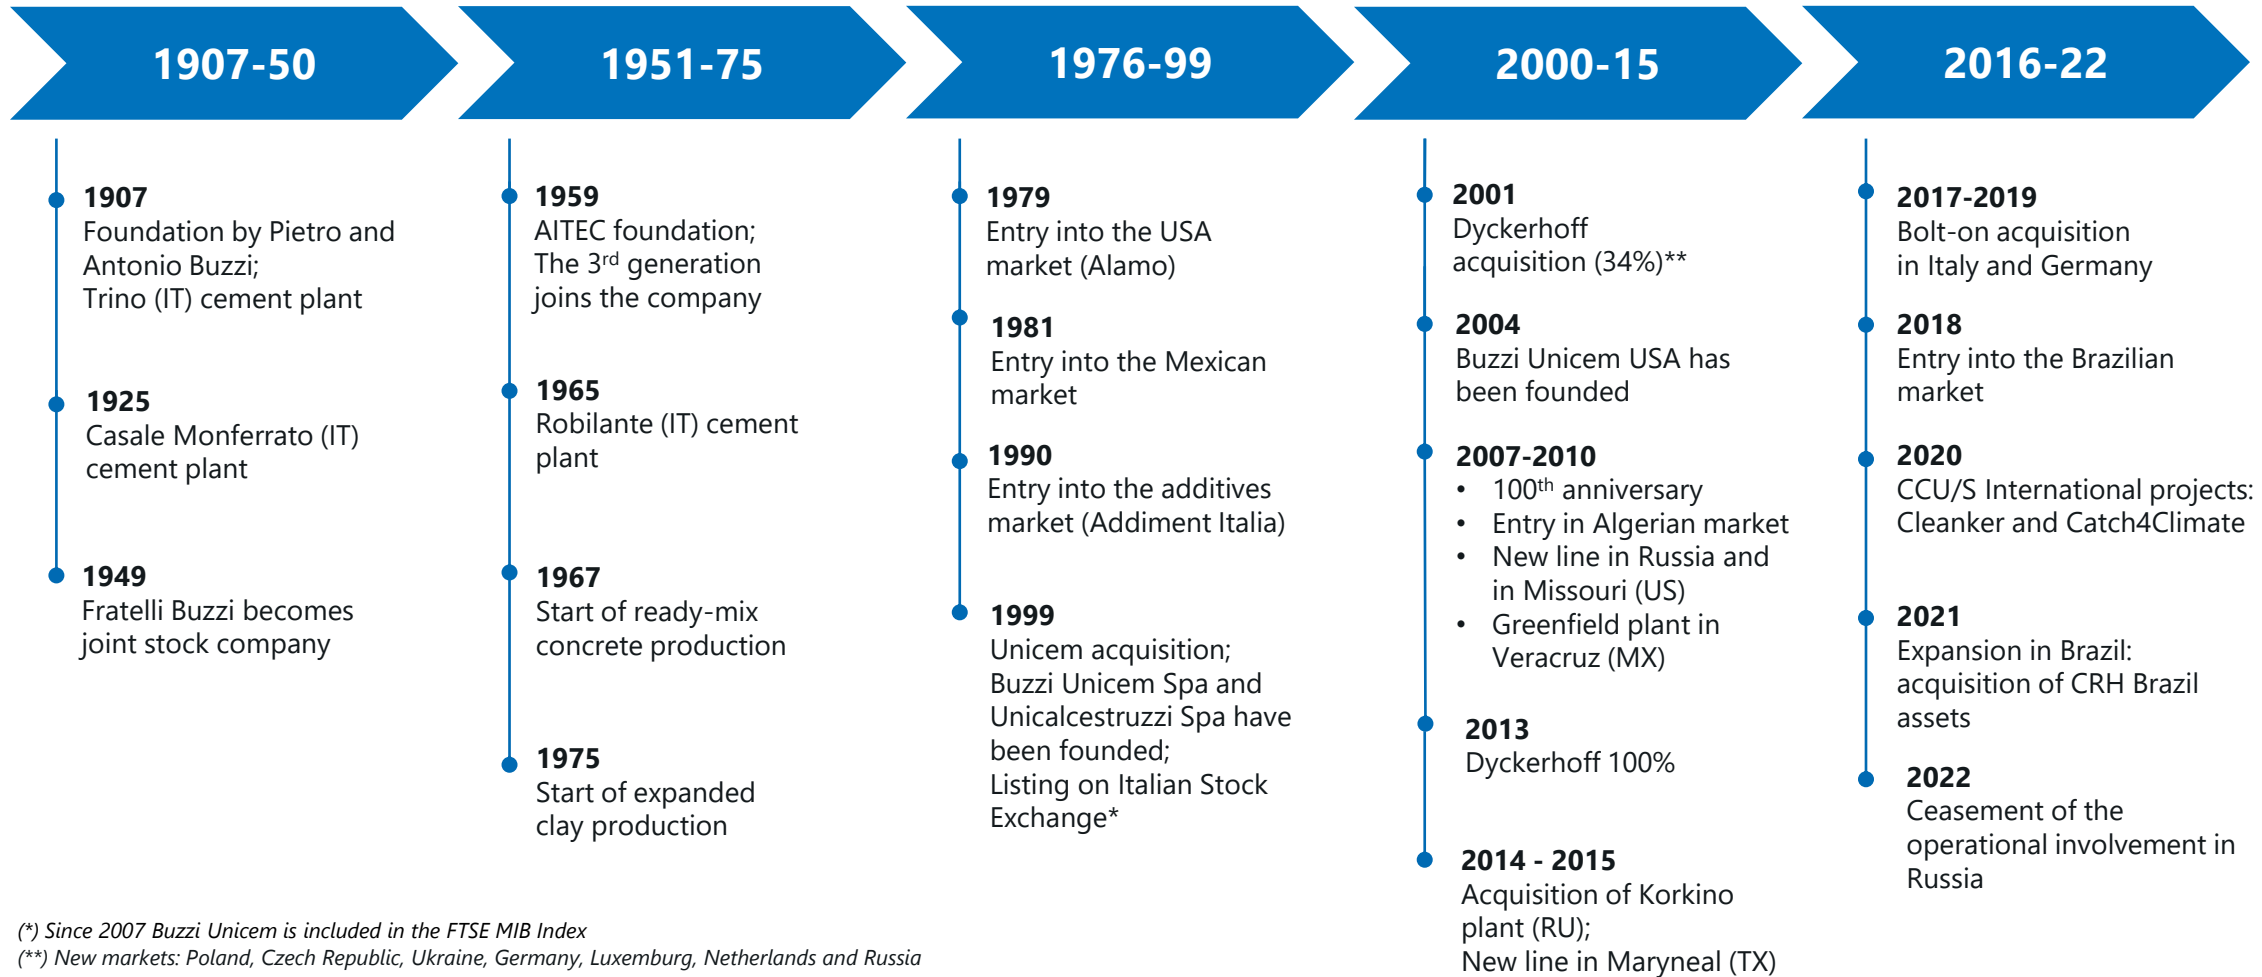 1907-50
1951-75
1976-99
2000-15
2016-22
1907
Foundation by Pietro and
Antonio Buzzi;
Trino (IT) cement plant
1925
Casale Monferrato (IT)
cement plant
1949
Fratelli Buzzi becomes
joint stock company
1959
AITEC foundation;
The 3rd generation
joins the company
1965
Robilante (IT) cement
plant
1967
Start of ready-mix
concrete production
1975
Start of expanded
clay production
1979
Entry into the USA
market (Alamo)
1981
Entry into the Mexican
market
1990
Entry into the additives
market (Addiment Italia)
1999
Unicem acquisition;
Buzzi Unicem Spa and
Unicalcestruzzi Spa have
been founded;
Listing on Italian Stock
Exchange*
2001
Dyckerhoff
acquisition (34%)**
2004
Buzzi Unicem USA has
been founded
2007-2010
• 100th anniversary
• Entry in Algerian market
• New line in Russia and
in Missouri (US)
• Greenfield plant in
Veracruz (MX)
2013
Dyckerhoff 100%
2014 - 2015
Acquisition of Korkino
plant (RU);
New line in Maryneal (TX)
2017-2019
Bolt-on acquisition
in Italy and Germany
2018
Entry into the Brazilian
market
2020
CCU/S International projects:
Cleanker and Catch4Climate
2021
Expansion in Brazil:
acquisition of CRH Brazil
assets
2022
Ceasement of the
operational involvement in
Russia
(*) Since 2007 Buzzi Unicem is included in the FTSE MIB Index
(**) New markets: Poland, Czech Republic, Ukraine, Germany, Luxemburg, Netherlands and Russia